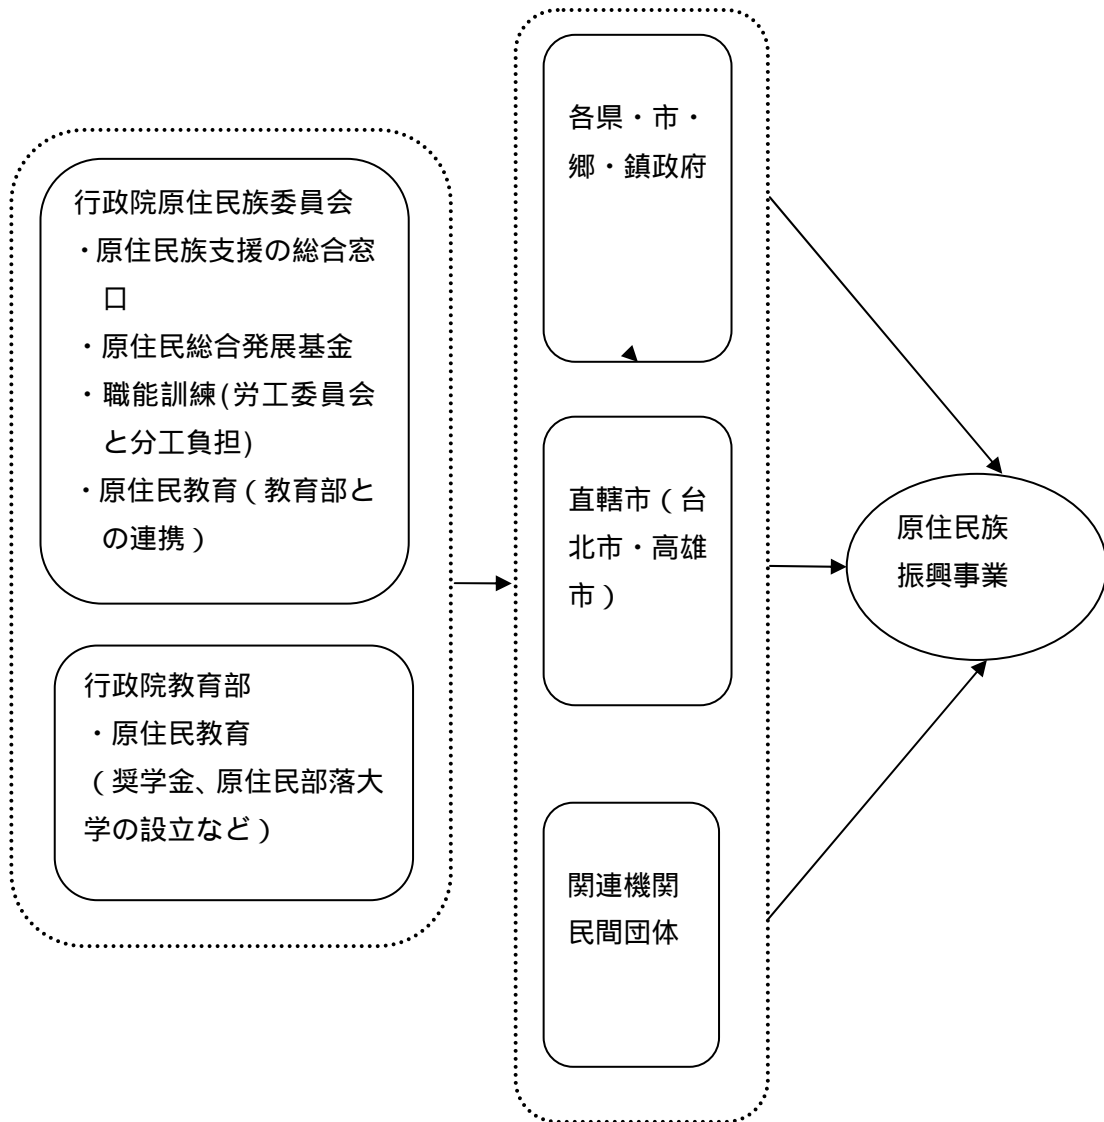 行政院原住民族委員会
・原住民族支援の総合窓
口
・原住民総合発展基金
・職能訓練(労工委員会
と分工負担)
・原住民教育(教育部と
の連携)
行政院教育部
・原住民教育
(奨学金、原住民部落大
学の設立など)
各県・市・
郷・鎮政府
直轄市(台
北市・高雄
市)
関連機関
民間団体
原住民族
振興事業